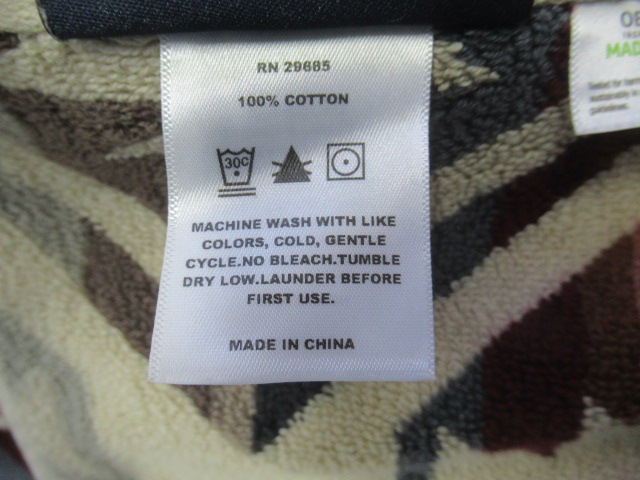 RN 29685
100% COTTON
30C
MACHINE WASH WITH LIKE
COLORS, COLD, GENTLE
CYCLE.NO BLEACH.TUMBLE
DRY LOW.LAUNDER BEFORE
FIRST USE.
MADE IN CHINA
MAD